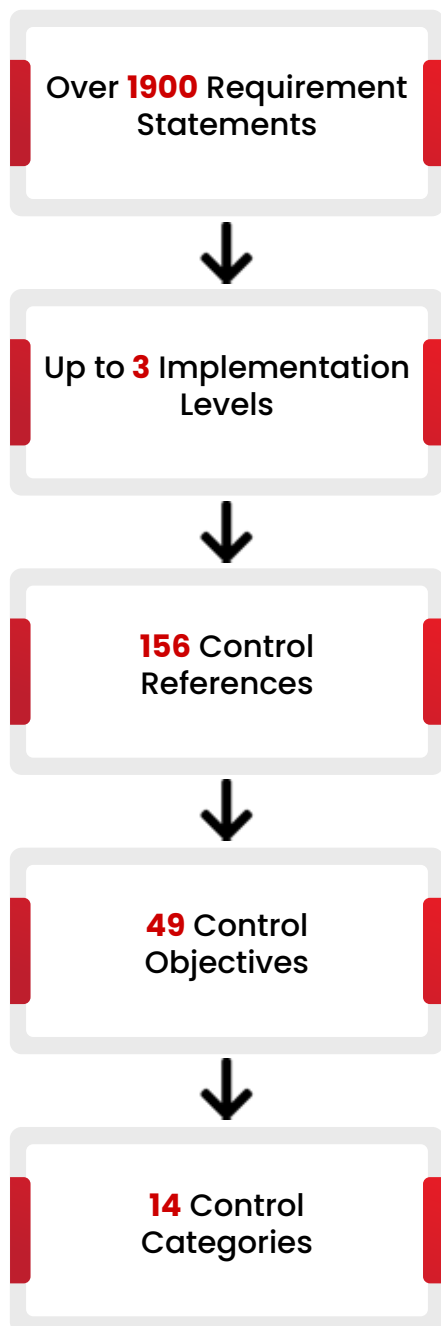 Over 1900 Requirement
Statements
Up to 3 Implementation
Levels
156 Control
References
49 Control
Objectives
14 Control
Categories